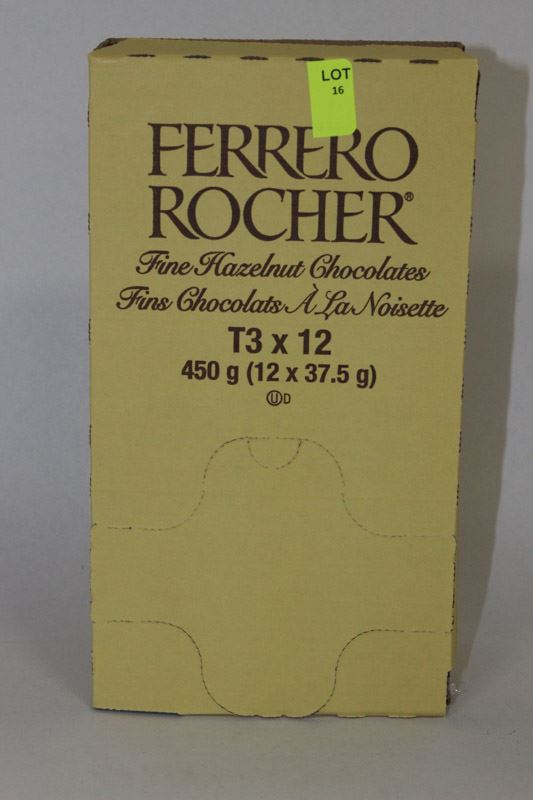 LOT
16
FERRERO
ROCHER®
Fine Hazelnut Chocolates
Fins Chocolats À La Noisette
T3 x 12
450 g (12 x 37.5 g)
Ⓤ D